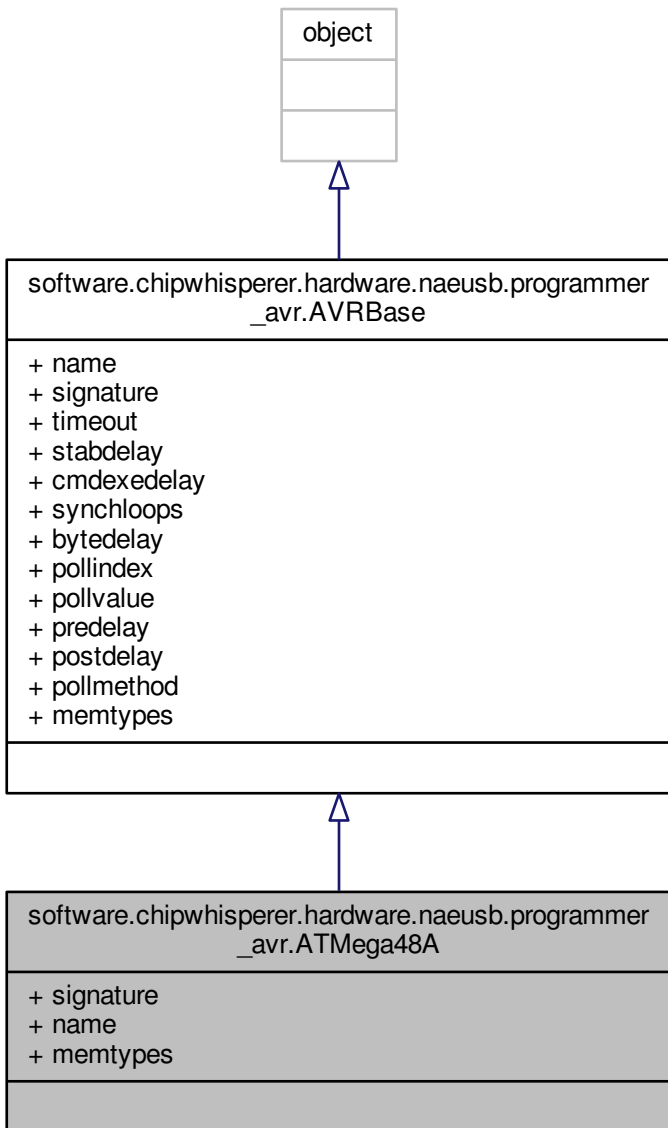 object
software.chipwhisperer.hardware.naeusb.programmer
_avr.AVRBase
+ name
+ signature
+ timeout
+ stabdelay
+ cmdexedelay
+ synchloops
+ bytedelay
+ pollindex
+ pollvalue
+ predelay
+ postdelay
+ pollmethod
+ memtypes
software.chipwhisperer.hardware.naeusb.programmer
_avr.ATMega48A
+ signature
+ name
+ memtypes